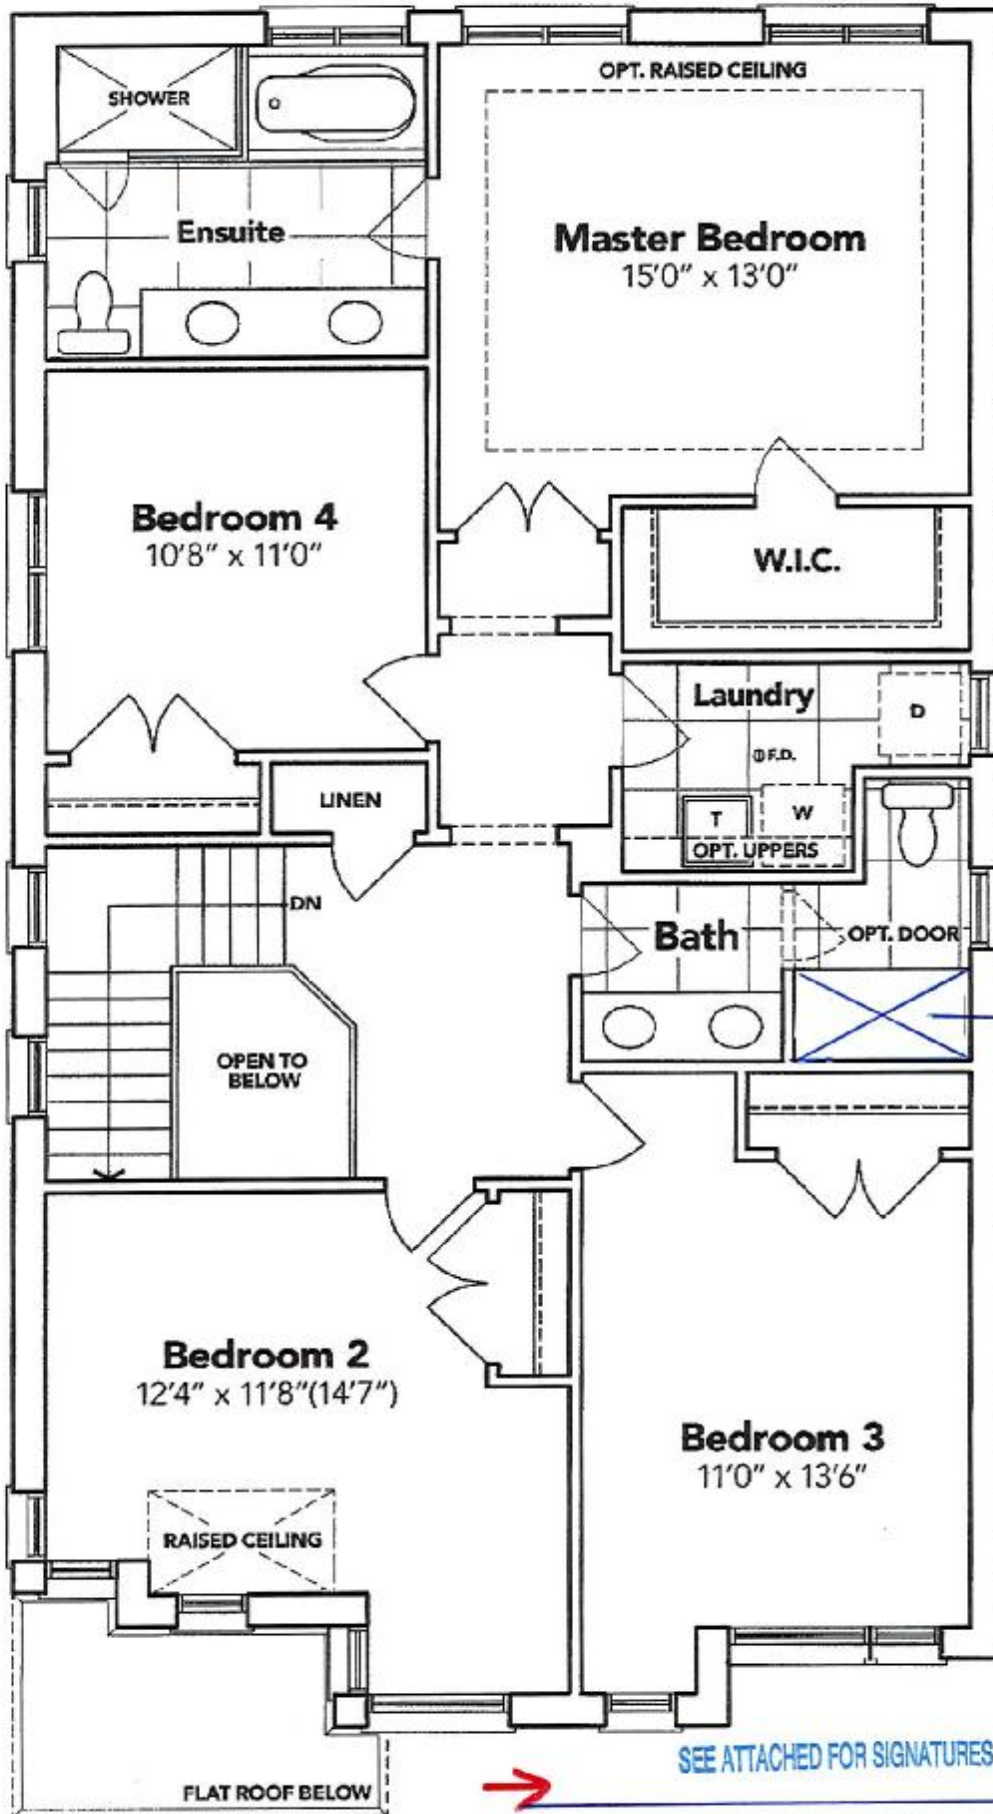 OPT. RAISED CEILING
SHOWER
Ensuite
Master Bedroom
15'0" x 13'0"
Bedroom 4
10'8" x 11'0"
W.I.C.
Laundry
D
F.D.
LINEN
T
W
OPT. UPPERS
DN
Bath
OPT. DOOR
OPEN TO
BELOW
Bedroom 2
12'4" x 11'8"(14'7")
Bedroom 3
11'0" x 13'6"
RAISED CEILING
SEE ATTACHED FOR SIGNATURES
FLAT ROOF BELOW